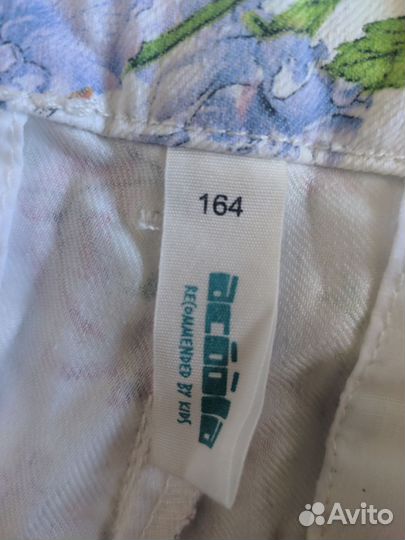 164
acoola
RECOMMENDED BY KIDS
Avito